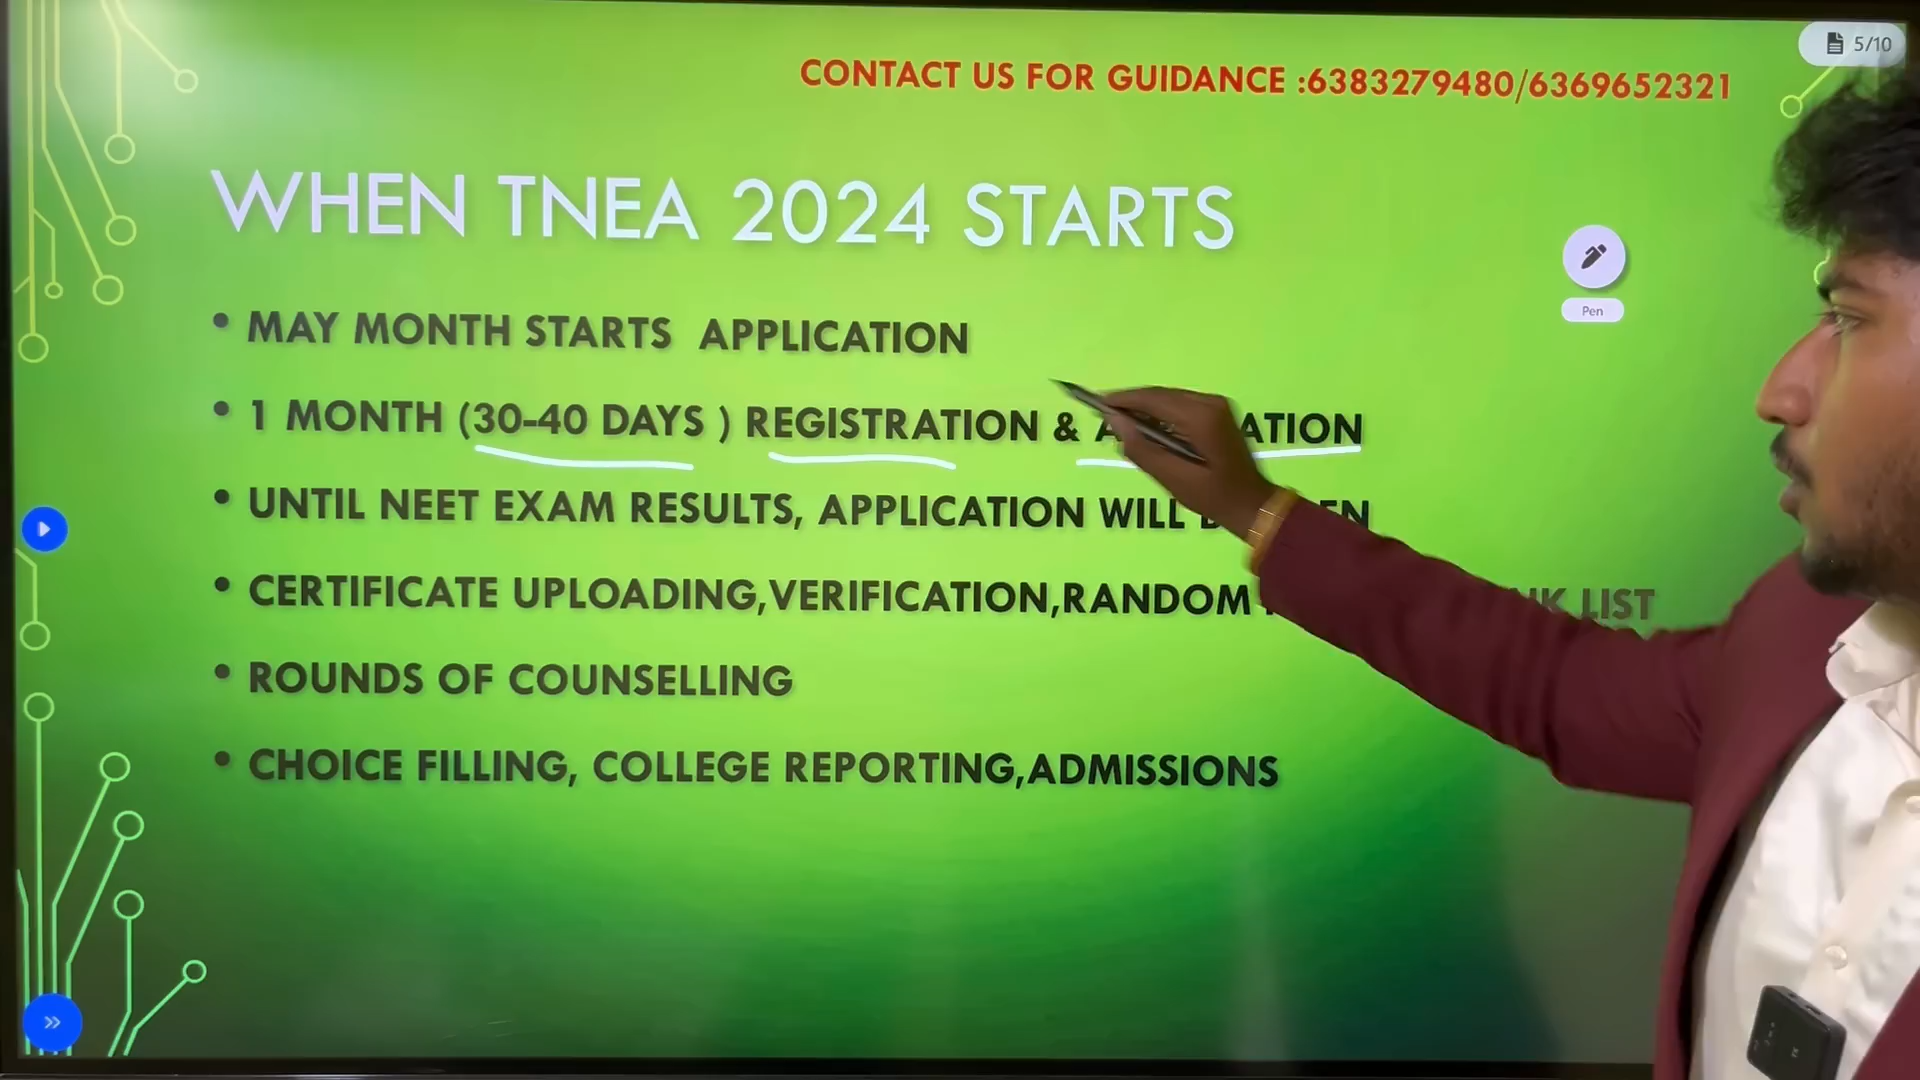 5/10
CONTACT US FOR GUIDANCE :6383279480/6369652321
WHEN TNEA 2024 STARTS
Pen
• MAY MONTH STARTS APPLICATION
• 1 MONTH (30-40 DAYS ) REGISTRATION &
• UNTIL NEET EXAM RESULTS, APPLICATION WILL
• CERTIFICATE UPLOADING,VERIFICATION,RANDOM LIST
• ROUNDS OF COUNSELLING
• CHOICE FILLING, COLLEGE REPORTING,ADMISSIONS